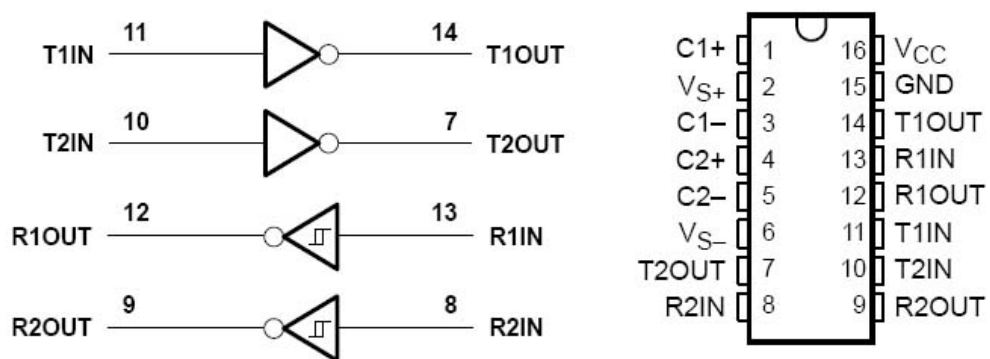 11 14
T1IN T1OUT
10 7
T2IN T2OUT
12 13
R1OUT R1IN
9 8
R2OUT R2IN
C1+ 1 16 VCC
VS+ 2 15 GND
C1– 3 14 T1OUT
C2+ 4 13 R1IN
C2– 5 12 R1OUT
VS– 6 11 T1IN
T2OUT 7 10 T2IN
R2IN 8 9 R2OUT